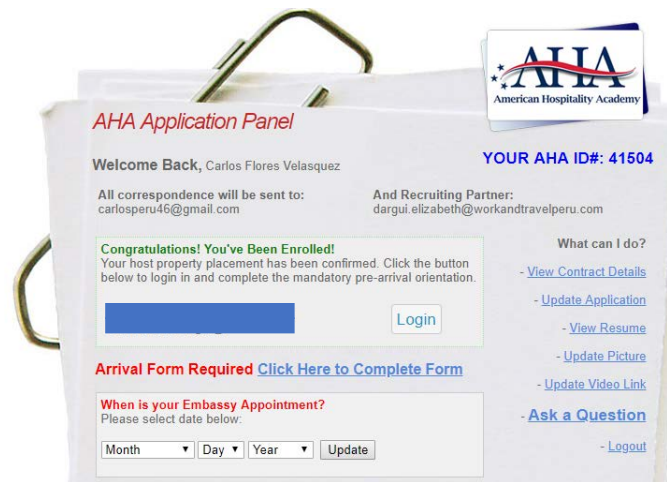 AHA
American Hospitality Academy
AHA Application Panel
Welcome Back, Carlos Flores Velasquez
YOUR AHA ID#: 41504
All correspondence will be sent to:
carlosperu46@gmail.com
And Recruiting Partner:
dargui.elizabeth@workandtravelperu.com
Congratulations! You've Been Enrolled!
Your host property placement has been confirmed. Click the button
below to login in and complete the mandatory pre-arrival orientation.
Login
Arrival Form Required Click Here to Complete Form
When is your Embassy Appointment?
Please select date below:
Month Day Year Update
What can I do?
- View Contract Details
- Update Application
- View Resume
- Update Picture
- Update Video Link
- Ask a Question
- Logout